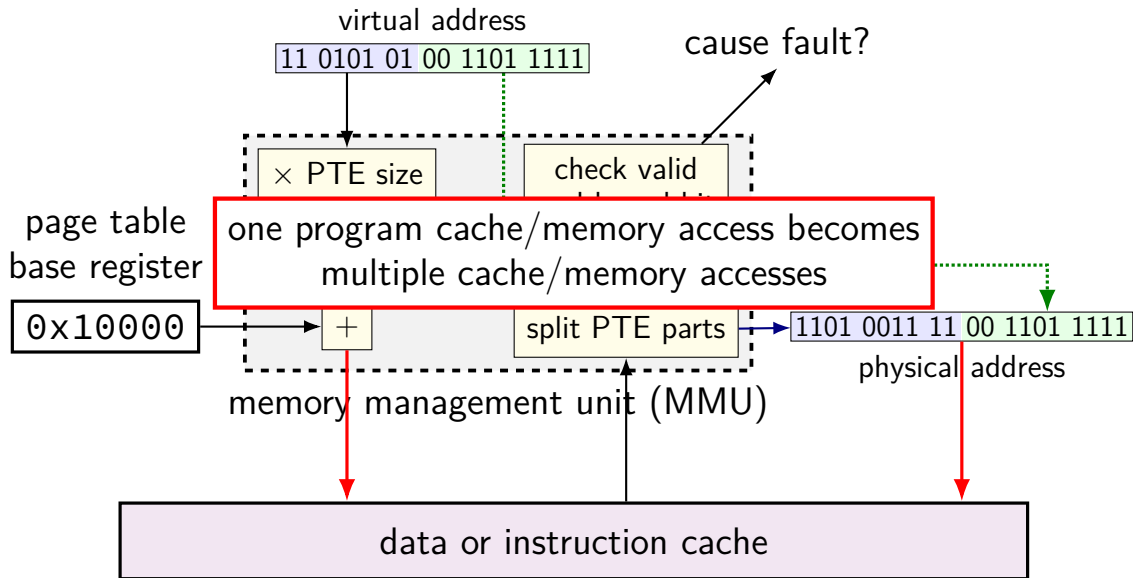 virtual address
11 0101 01 00 1101 1111
cause fault?
× PTE size
check valid
one program cache/memory access becomes
multiple cache/memory accesses
page table
base register
0x10000
+
split PTE parts
1101 0011 11 00 1101 1111
physical address
memory management unit (MMU)
data or instruction cache